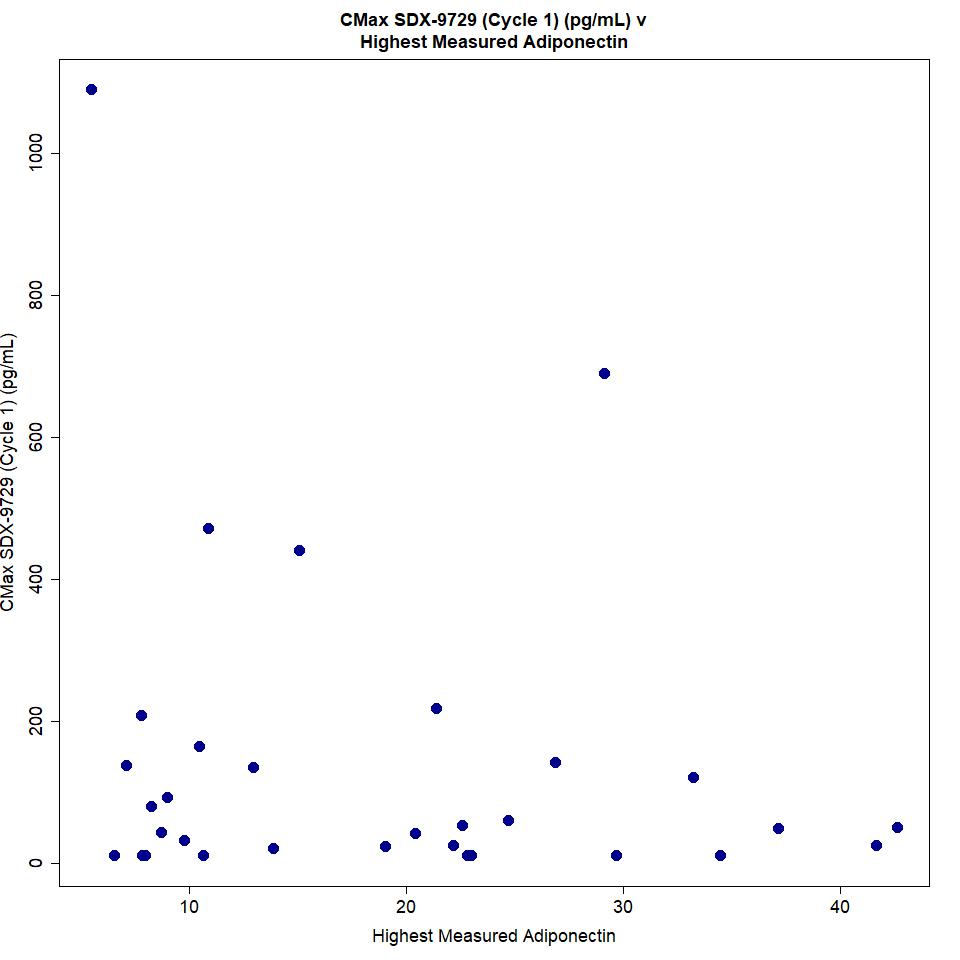 CMax SDX-9729 (Cycle 1) (pg/mL) v
Highest Measured Adiponectin
CMax SDX-9729 (Cycle 1) (pg/mL)
1000
800
600
400
200
0
10 20 30 40
Highest Measured Adiponectin